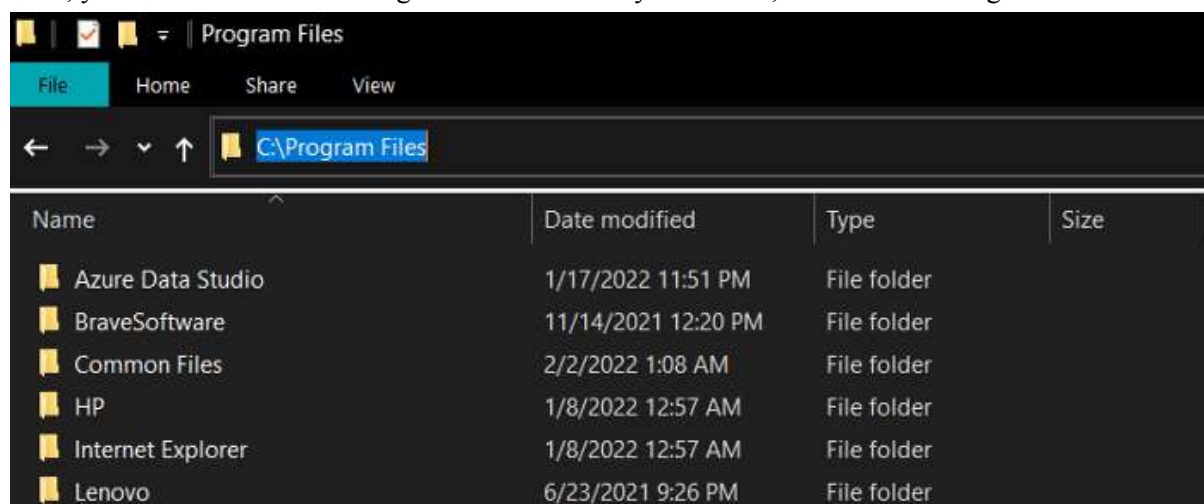 Program Files
File Home Share View
C:\Program Files
Name Date modified Type Size
Azure Data Studio 1/17/2022 11:51 PM File folder
BraveSoftware 11/14/2021 12:20 PM File folder
Common Files 2/2/2022 1:08 AM File folder
HP 1/8/2022 12:57 AM File folder
Internet Explorer 1/8/2022 12:57 AM File folder
Lenovo 6/23/2021 9:26 PM File folder